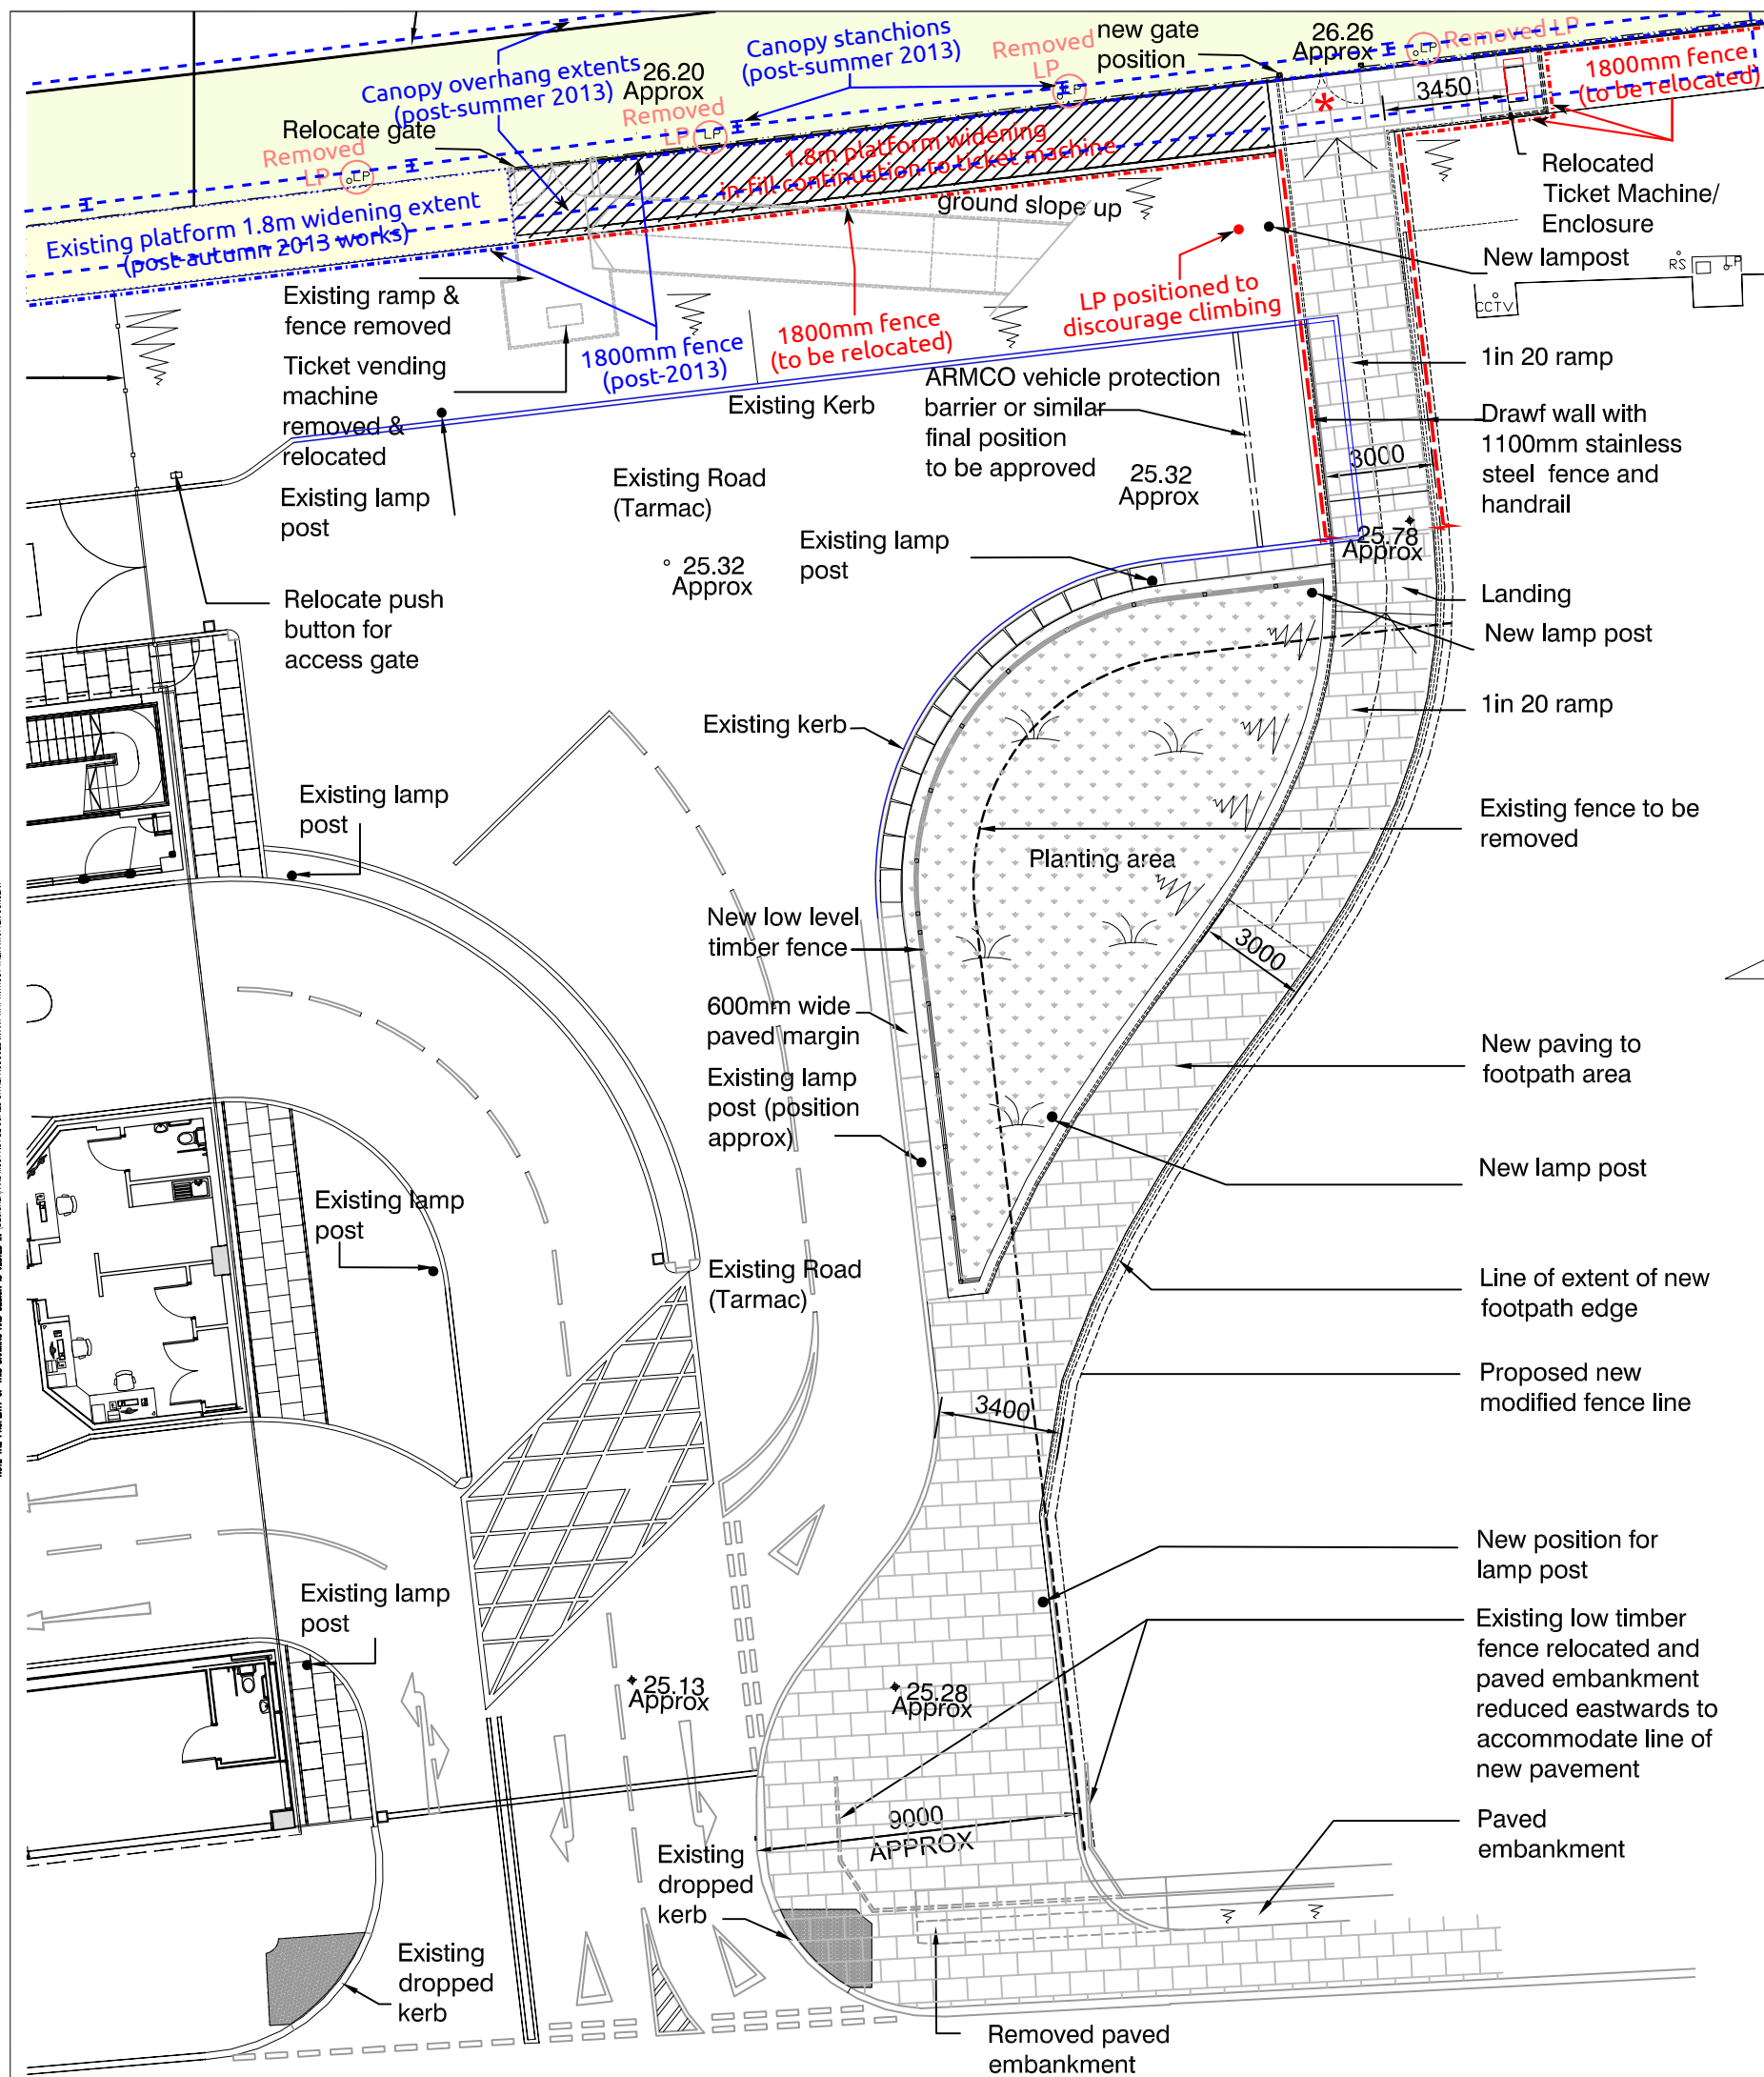 Canopy overhang extents
(post-summer 2013)
26.20
Approx
Canopy stanchions
(post-summer 2013)
Removed
LP
LP
new gate
position
26.26
Approx
LP
Removed LP
1800mm fence
(to be relocated)
3450
*
Relocate gate
Removed
LP
LP
Removed
LP
LP
1.8m platform widening
in-fill continuation to ticket machine
Existing platform 1.8m widening extent
(post-autumn 2013 works)
ground slope up
Relocated
Ticket Machine/
Enclosure
New lampost
RS
LP
CCTV
Existing ramp &
fence removed
LP positioned to
discourage climbing
1800mm fence
(post-2013)
1800mm fence
(to be relocated)
Ticket vending
machine
removed &
relocated
Existing Kerb
ARMCO vehicle protection
barrier or similar
final position
to be approved
1in 20 ramp
Drawf wall with
1100mm stainless
steel fence and
handrail
3000
Existing lamp
post
Existing Road
(Tarmac)
25.32
Approx
25.32
Approx
Existing lamp
post
25.78
Approx
Relocate push
button for
access gate
Landing
New lamp post
1in 20 ramp
Existing kerb
Existing lamp
post
Existing fence to be
removed
Planting area
New low level
timber fence
3000
600mm wide
paved margin
New paving to
footpath area
Existing lamp
post (position
approx)
New lamp post
Existing lamp
post
Existing Road
(Tarmac)
Line of extent of new
footpath edge
Proposed new
modified fence line
3400
New position for
lamp post
Existing lamp
post
Existing low timber
fence relocated and
paved embankment
reduced eastwards to
accommodate line of
new pavement
25.13
Approx
25.28
Approx
9000
APPROX
Paved
embankment
Existing
dropped
kerb
Existing
dropped
kerb
Removed paved
embankment